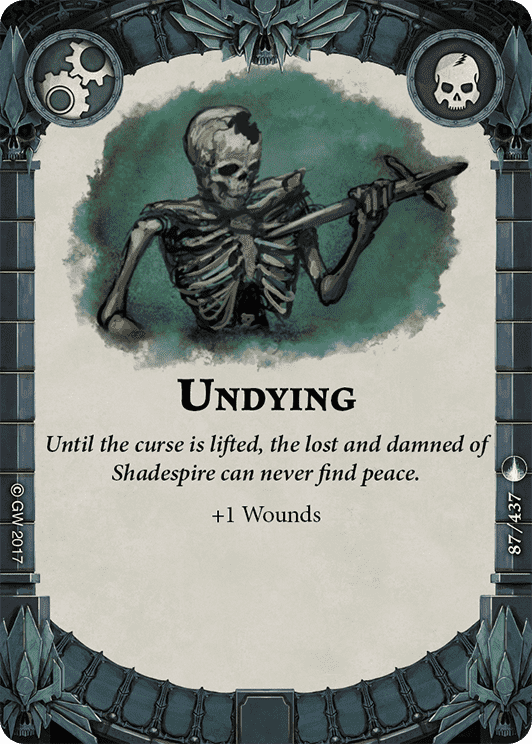 Undying
Until the curse is lifted, the lost and damned of
Shadespire can never find peace.
+1 Wounds
© GW 2017
87/437